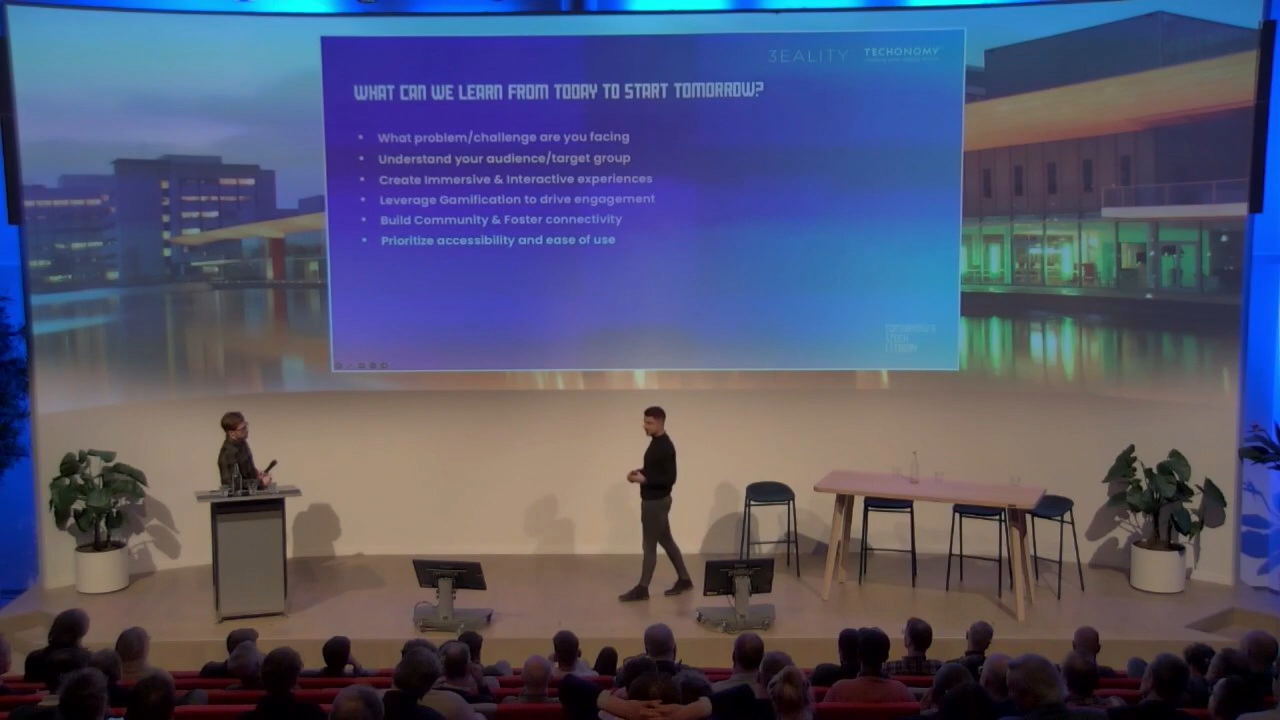 3EALITY TECHONOMY
WHAT CAN WE LEARN FROM TODAY TO START TOMORROW?
• What problem/challenge are you facing
• Understand your audience/target group
• Create Immersive & Interactive experiences
• Leverage Gamification to drive engagement
• Build Community & Foster connectivity
• Prioritize accessibility and ease of use
TOMORROW'S
TECH